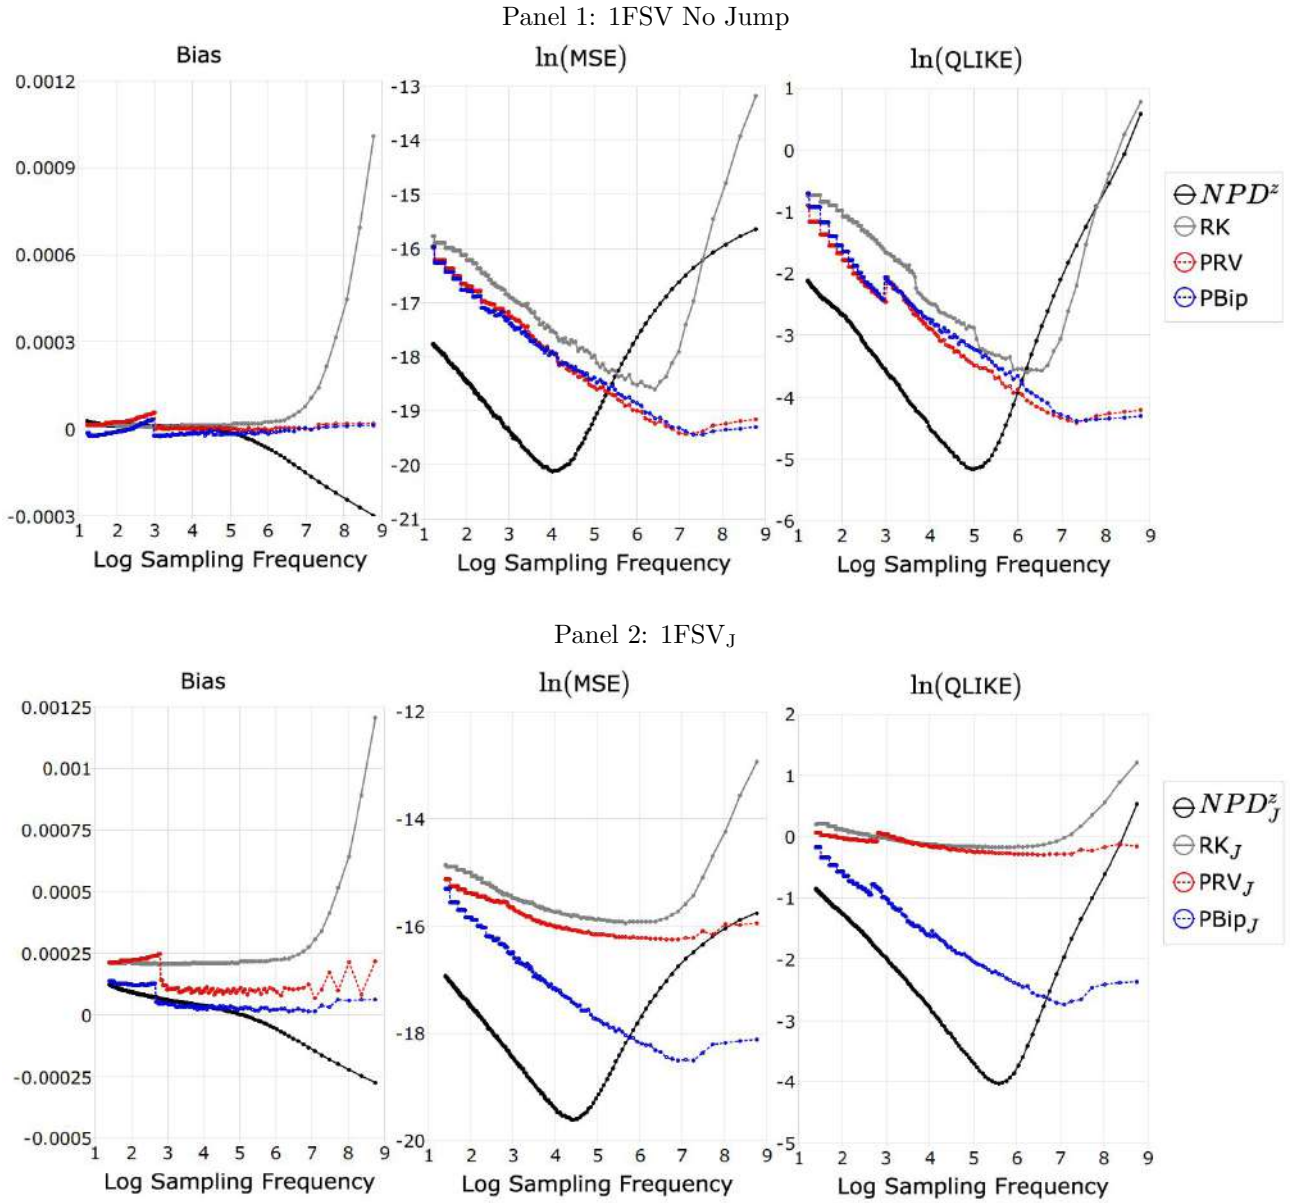 Panel 1: 1FSV No Jump
Bias
ln(MSE)
ln(QLIKE)
0.0012
0.0009
0.0006
0.0003
0
-0.0003
1 2 3 4 5 6 7 8 9
Log Sampling Frequency
-13
-14
-15
-16
-17
-18
-19
-20
-21
1 2 3 4 5 6 7 8 9
Log Sampling Frequency
1
0
-1
-2
-3
-4
-5
-6
1 2 3 4 5 6 7 8 9
Log Sampling Frequency
NPD^z
RK
PRV
PBip
Panel 2: 1FSV_J
Bias
ln(MSE)
ln(QLIKE)
0.00125
0.001
0.00075
0.0005
0.00025
0
-0.00025
-0.0005
1 2 3 4 5 6 7 8 9
Log Sampling Frequency
-12
-14
-16
-18
-20
1 2 3 4 5 6 7 8 9
Log Sampling Frequency
2
1
0
-1
-2
-3
-4
-5
1 2 3 4 5 6 7 8 9
Log Sampling Frequency
NPD^z_J
RK_J
PRV_J
PBip_J